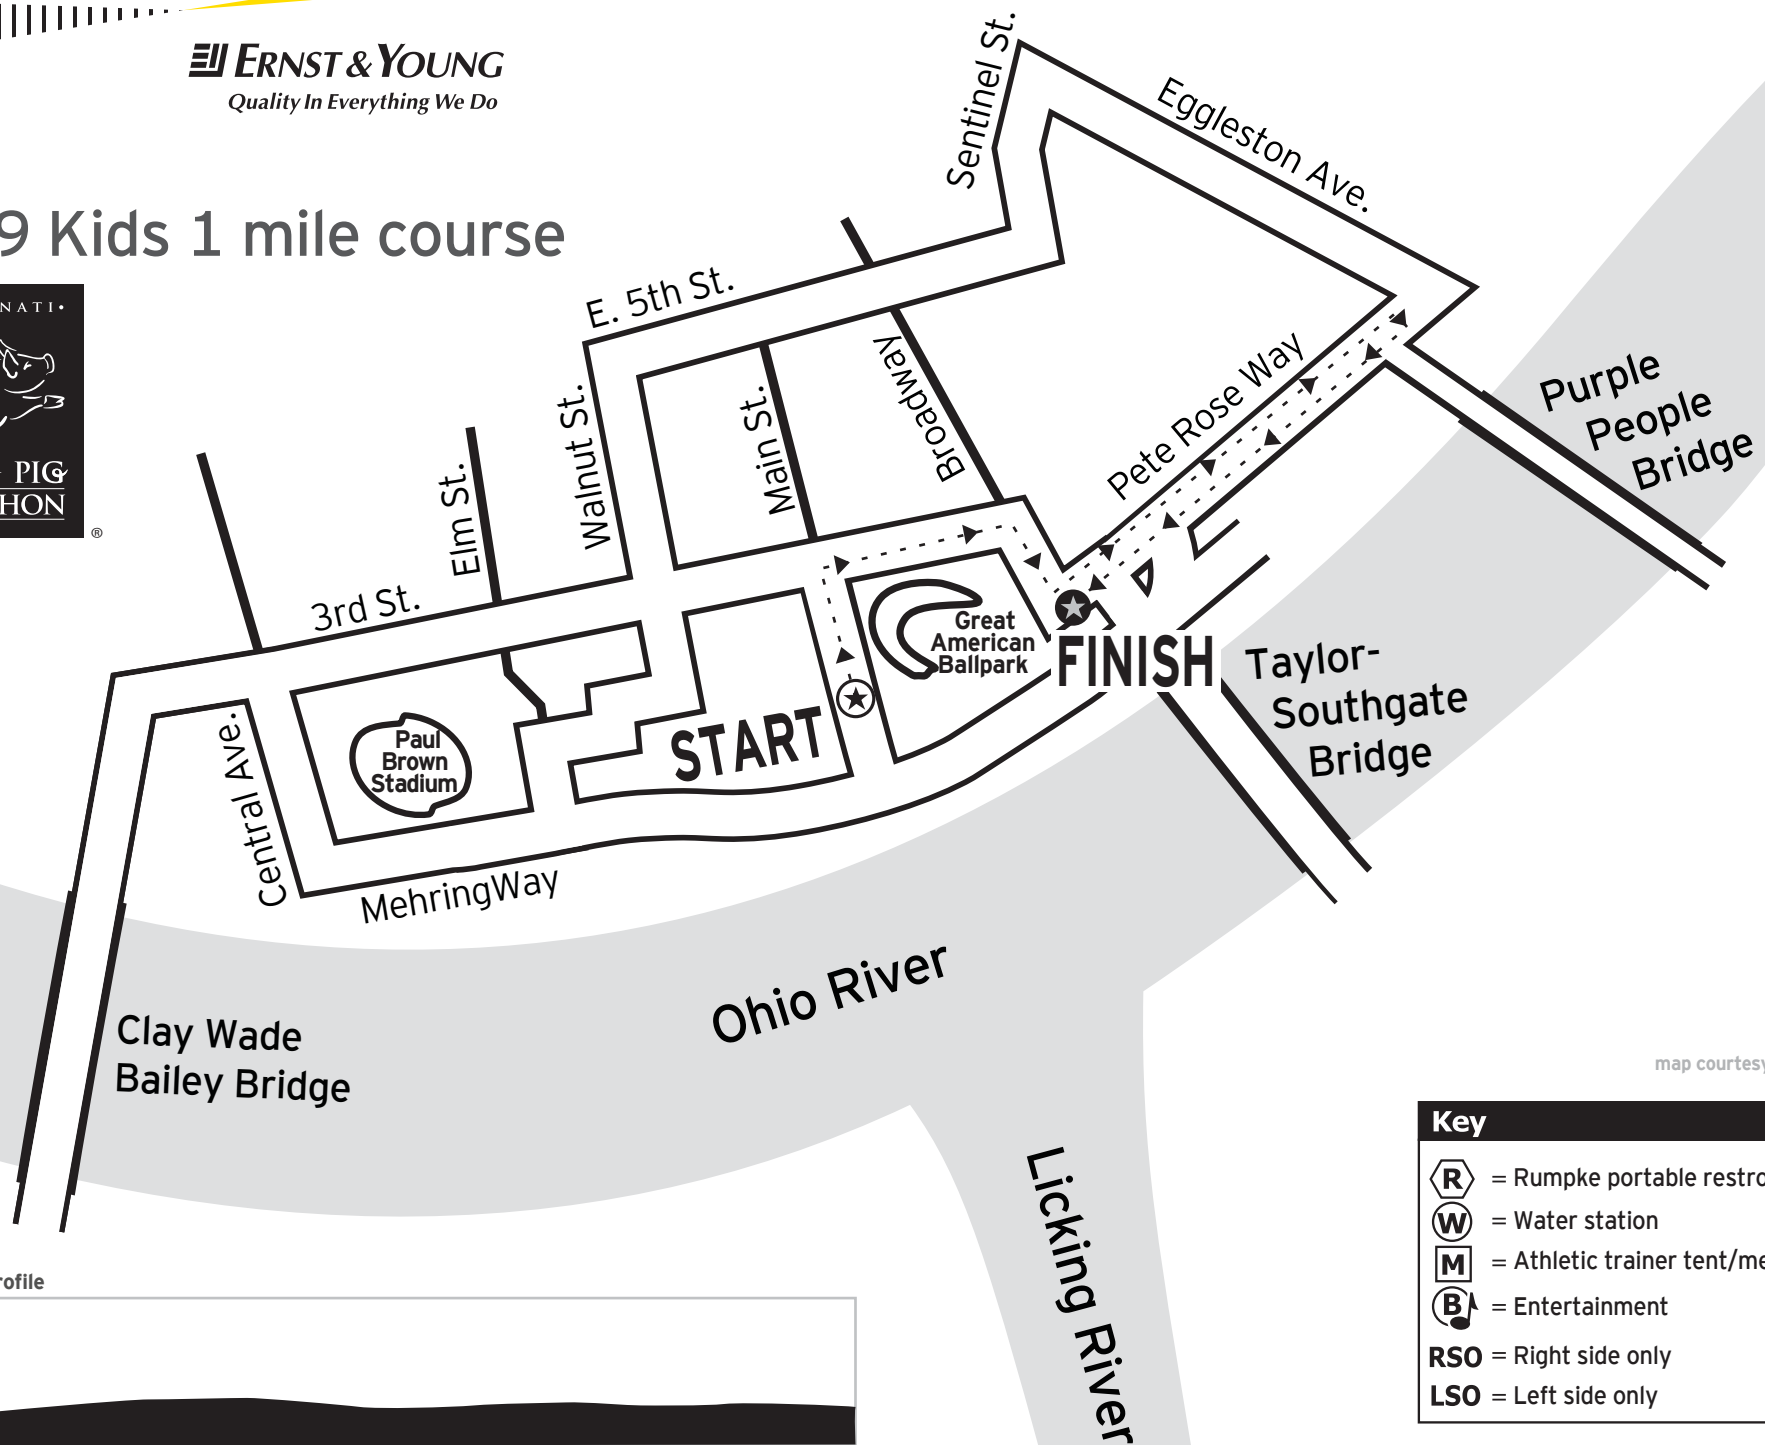 ERNST & YOUNG
Quality In Everything We Do
9 Kids 1 mile course
NATI•
PIG
HON
®
Sentinel St.
Eggleston Ave.
E. 5th St.
Broadway
Main St.
Walnut St.
Elm St.
Pete Rose Way
Purple
People
Bridge
3rd St.
Great
American
Ballpark
FINISH
START
Taylor-
Southgate
Bridge
Paul
Brown
Stadium
Central Ave.
MehringWay
Ohio River
Clay Wade
Bailey Bridge
Licking River
map courtesy
Key
R = Rumpke portable restro
W = Water station
M = Athletic trainer tent/me
B = Entertainment
RSO = Right side only
LSO = Left side only
rofile